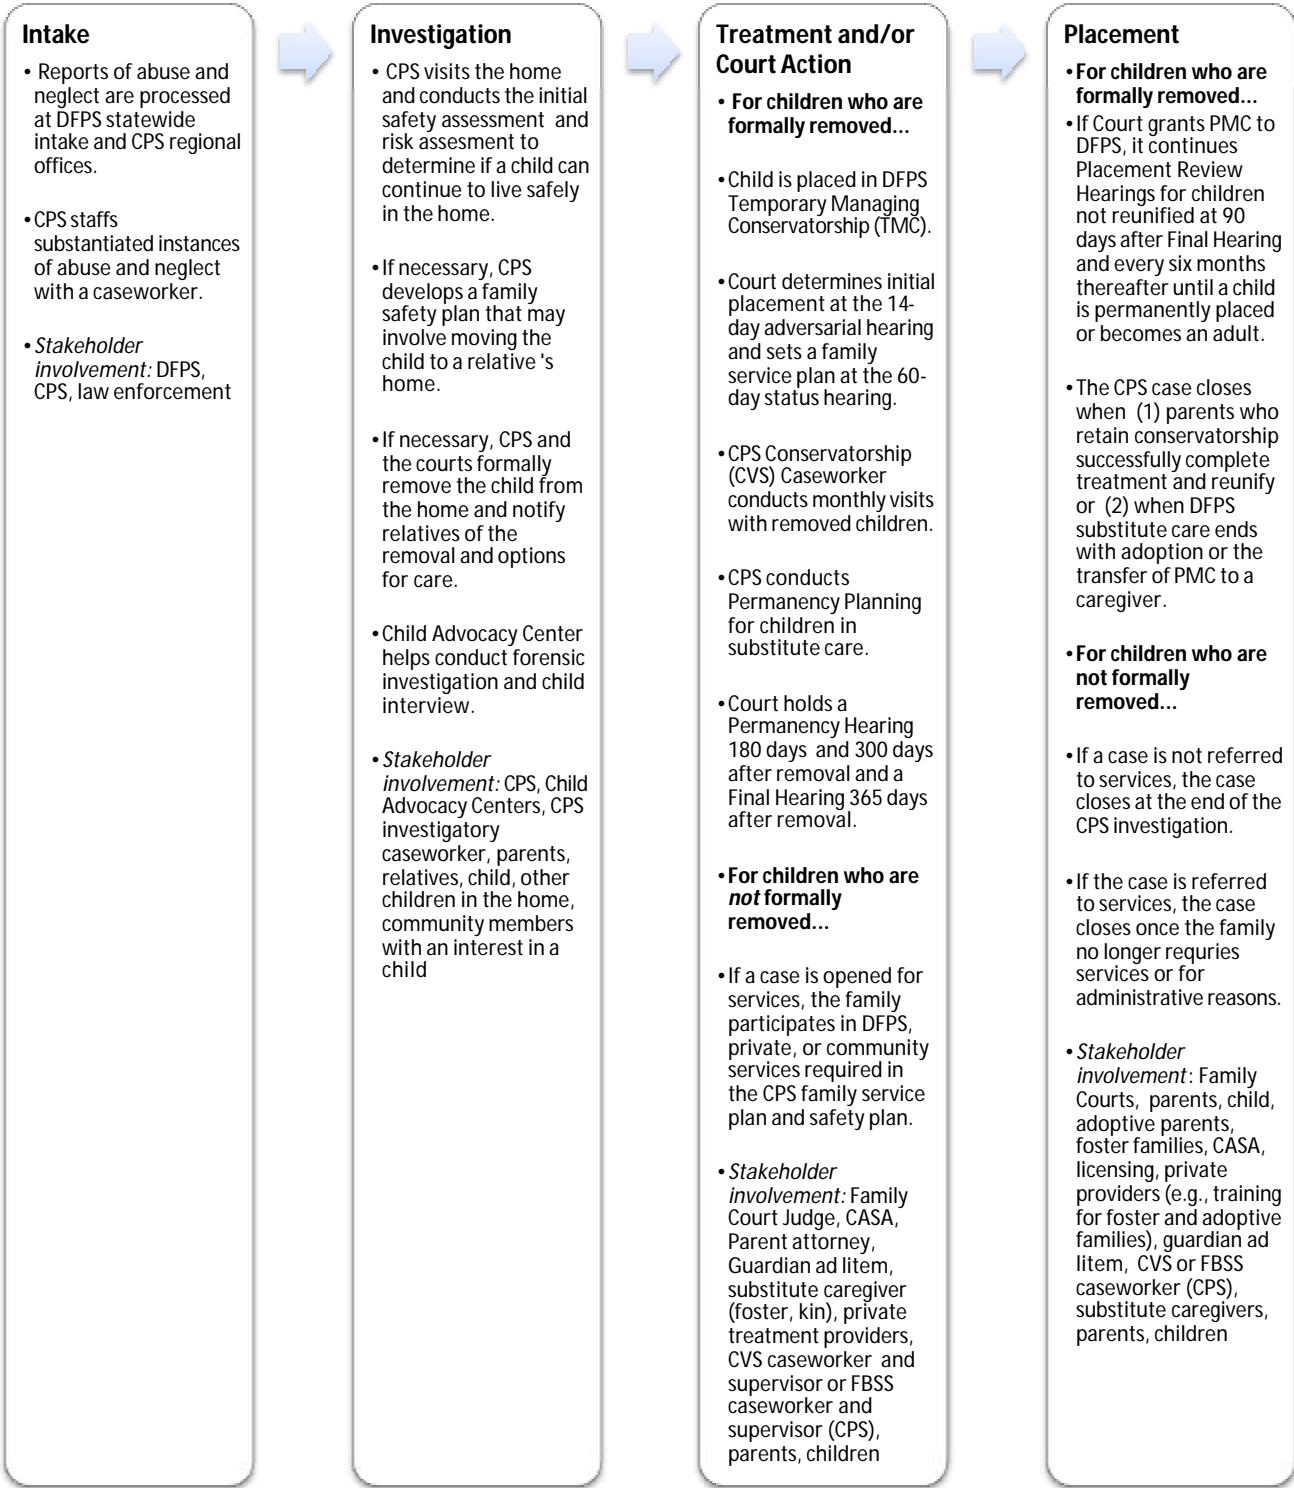 Intake
• Reports of abuse and
neglect are processed
at DFPS statewide
intake and CPS regional
offices.
• CPS staffs
substantiated instances
of abuse and neglect
with a caseworker.
• Stakeholder
involvement: DFPS,
CPS, law enforcement
Investigation
• CPS visits the home
and conducts the initial
safety assessment and
risk assesment to
determine if a child can
continue to live safely
in the home.
• If necessary, CPS
develops a family
safety plan that may
involve moving the
child to a relative 's
home.
• If necessary, CPS and
the courts formally
remove the child from
the home and notify
relatives of the
removal and options
for care.
• Child Advocacy Center
helps conduct forensic
investigation and child
interview.
• Stakeholder
involvement: CPS, Child
Advocacy Centers, CPS
investigatory
caseworker, parents,
relatives, child, other
children in the home,
community members
with an interest in a
child
Treatment and/or
Court Action
• For children who are
formally removed...
• Child is placed in DFPS
Temporary Managing
Conservatorship (TMC).
• Court determines initial
placement at the 14-
day adversarial hearing
and sets a family
service plan at the 60-
day status hearing.
• CPS Conservatorship
(CVS) Caseworker
conducts monthly visits
with removed children.
• CPS conducts
Permanency Planning
for children in
substitute care.
• Court holds a
Permanency Hearing
180 days and 300 days
after removal and a
Final Hearing 365 days
after removal.
• For children who are
not formally
removed...
• If a case is opened for
services, the family
participates in DFPS,
private, or community
services required in
the CPS family service
plan and safety plan.
• Stakeholder
involvement: Family
Court Judge, CASA,
Parent attorney,
Guardian ad litem,
substitute caregiver
(foster, kin), private
treatment providers,
CVS caseworker and
supervisor or FBSS
caseworker and
supervisor (CPS),
parents, children
Placement
• For children who are
formally removed...
• If Court grants PMC to
DFPS, it continues
Placement Review
Hearings for children
not reunified at 90
days after Final Hearing
and every six months
thereafter until a child
is permanently placed
or becomes an adult.
• The CPS case closes
when (1) parents who
retain conservatorship
successfully complete
treatment and reunify
or (2) when DFPS
substitute care ends
with adoption or the
transfer of PMC to a
caregiver.
• For children who are
not formally
removed...
• If a case is not referred
to services, the case
closes at the end of the
CPS investigation.
• If the case is referred
to services, the case
closes once the family
no longer requries
services or for
administrative reasons.
• Stakeholder
involvement: Family
Courts, parents, child,
adoptive parents,
foster families, CASA,
licensing, private
providers (e.g., training
for foster and adoptive
families), guardian ad
litem, CVS or FBSS
caseworker (CPS),
substitute caregivers,
parents, children